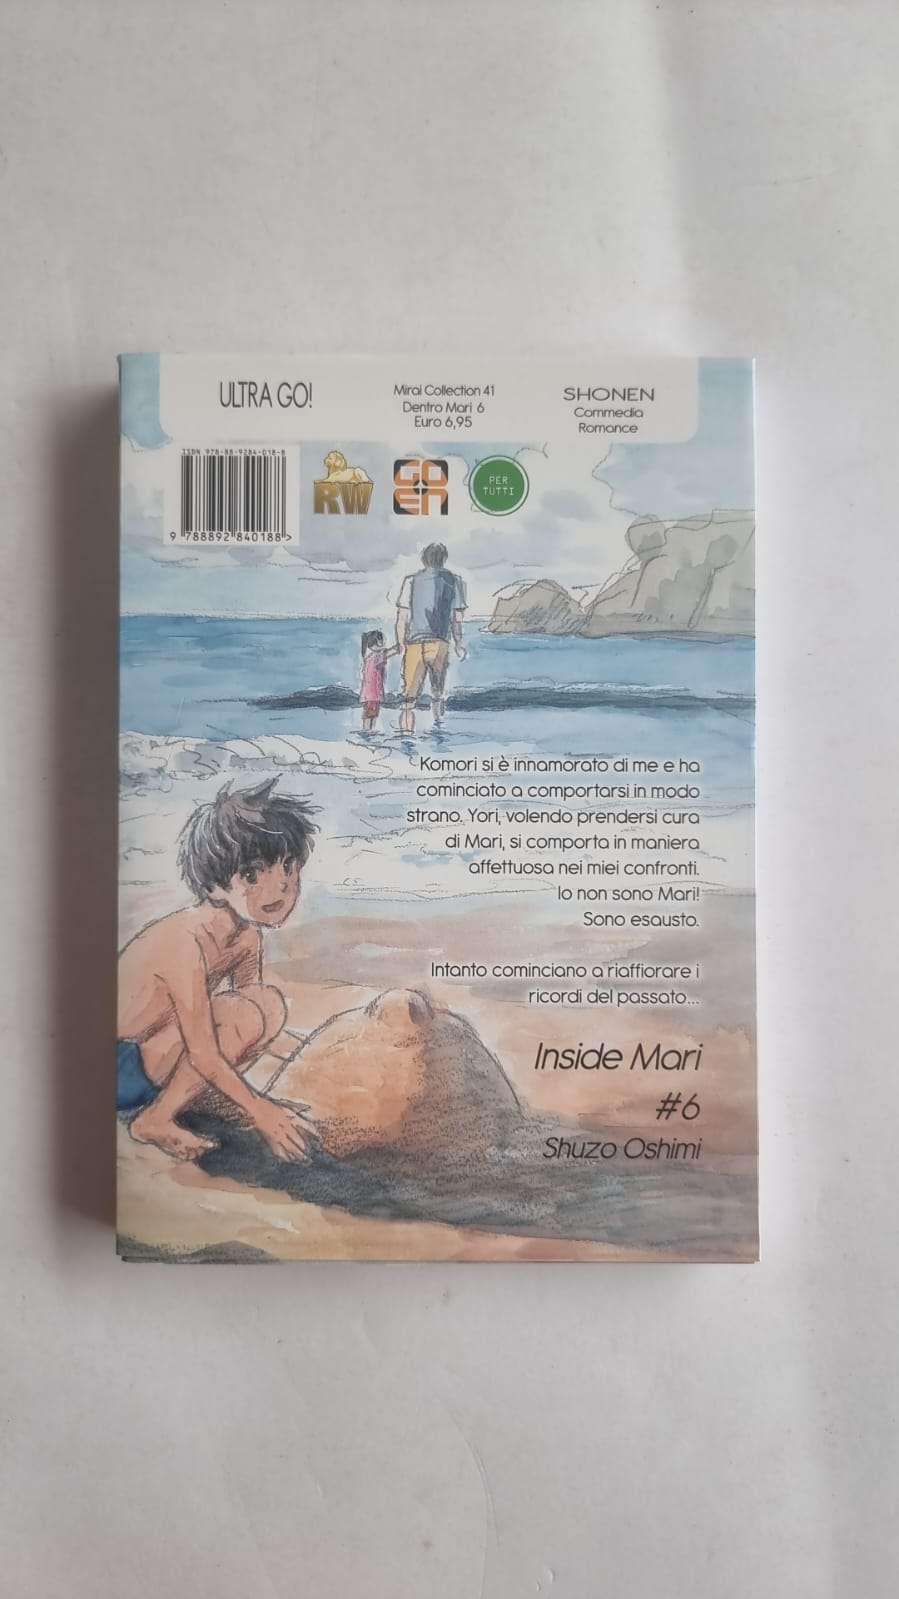 ULTRA GO!
Mirai Collection 41
Dentro Mari 6
Euro 6,95
SHONEN
Commedia
Romance
ISBN 978-88-9284-018-8
9 788892 840188 >
RW
GOEN
PER
TUTTI
Komori si è innamorato di me e ha
cominciato a comportarsi in modo
strano. Yori, volendo prendersi cura
di Mari, si comporta in maniera
affettuosa nei miei confronti.
Io non sono Mari!
Sono esausto.
Intanto cominciano a riaffiorare i
ricordi del passato...
Inside Mari
#6
Shuzo Oshimi